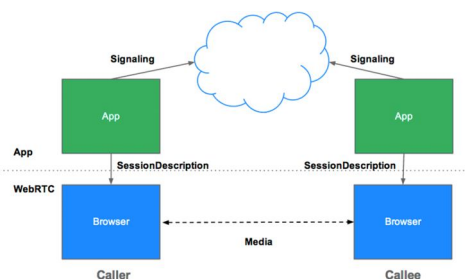 Signaling
Signaling
App
App
App
SessionDescription
SessionDescription
WebRTC
Browser
Browser
Media
Caller
Callee